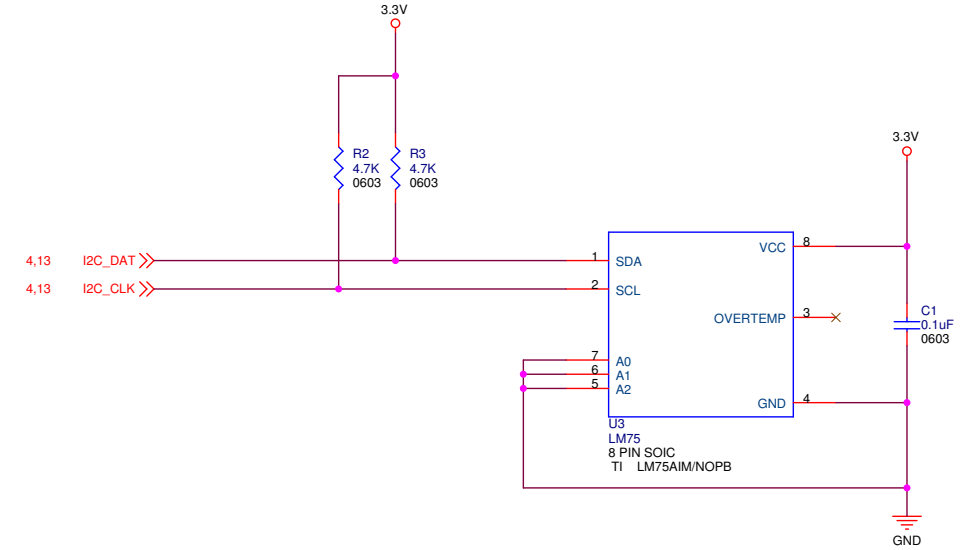 3.3V
R2
4.7K
0603
R3
4.7K
0603
3.3V
4,13 I2C_DAT
4,13 I2C_CLK
1 SDA
2 SCL
7 A0
6 A1
5 A2
VCC 8
OVERTEMP 3
GND 4
C1
0.1uF
0603
U3
LM75
8 PIN SOIC
TI LM75AIM/NOPB
GND